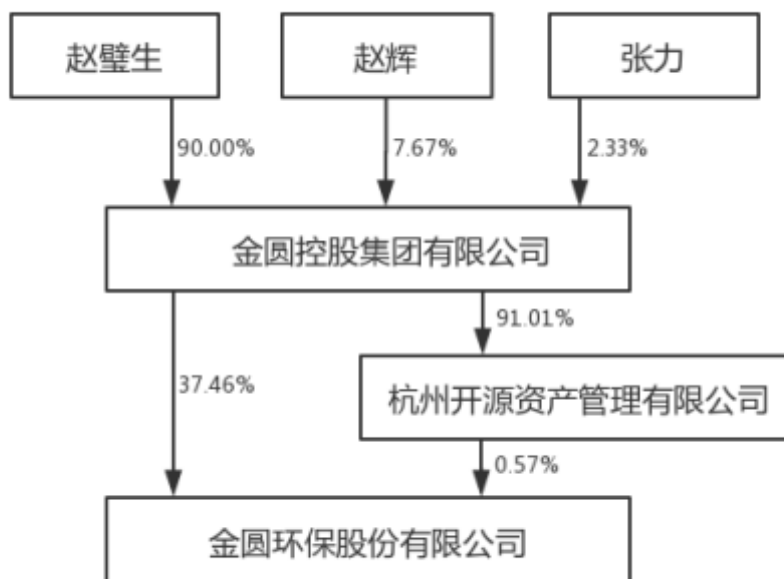 赵璧生
赵辉
张力
90.00%
7.67%
2.33%
金圆控股集团有限公司
91.01%
37.46%
杭州开源资产管理有限公司
0.57%
金圆环保股份有限公司